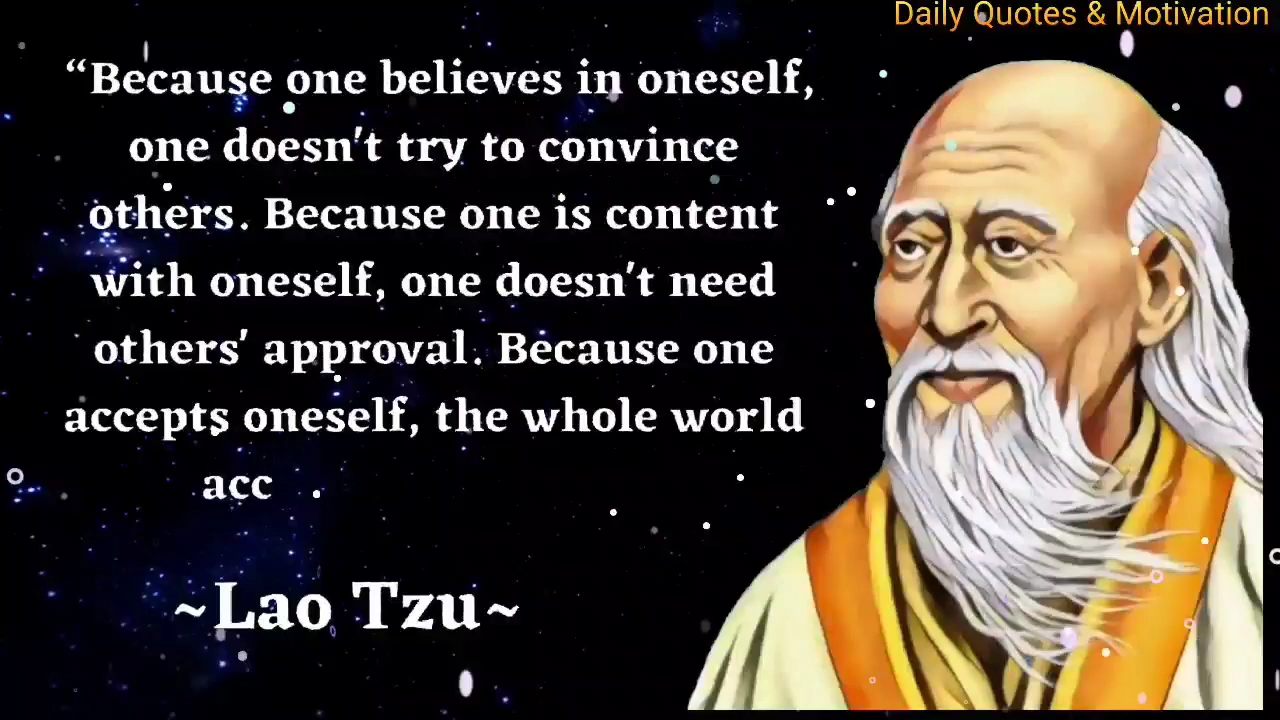 Daily Quotes & Motivation
“Because one believes in oneself,
one doesn't try to convince
others. Because one is content
with oneself, one doesn't need
others' approval. Because one
accepts oneself, the whole world
acc
~Lao Tzu~